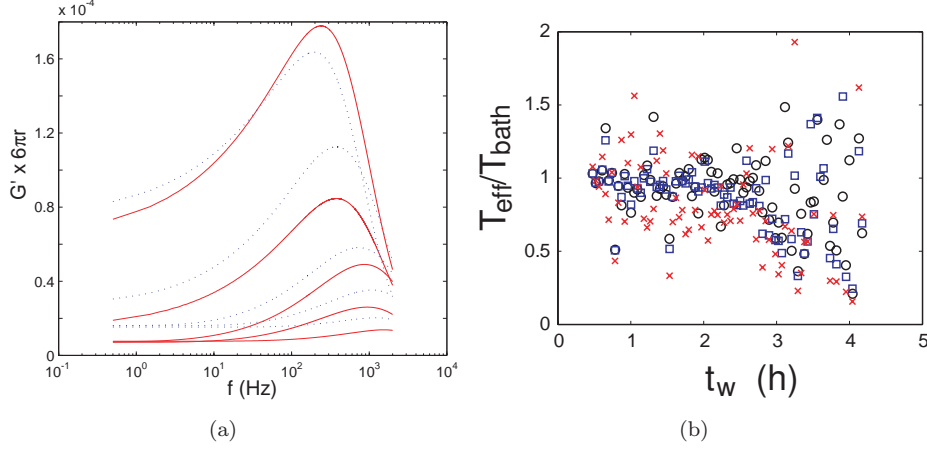 x 10⁻⁴
1.6
1.2
0.8
0.4
0
G' x 6πr
10⁻¹ 10⁰ 10¹ 10² 10³ 10⁴
f (Hz)
(a)
2
1.5
1
0.5
0
T_eff/T_bath
0 1 2 3 4 5
t_w (h)
(b)